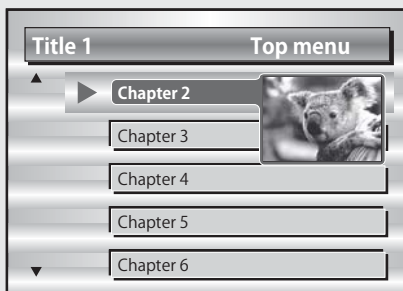 Title 1 Top menu
Chapter 2
Chapter 3
Chapter 4
Chapter 5
Chapter 6